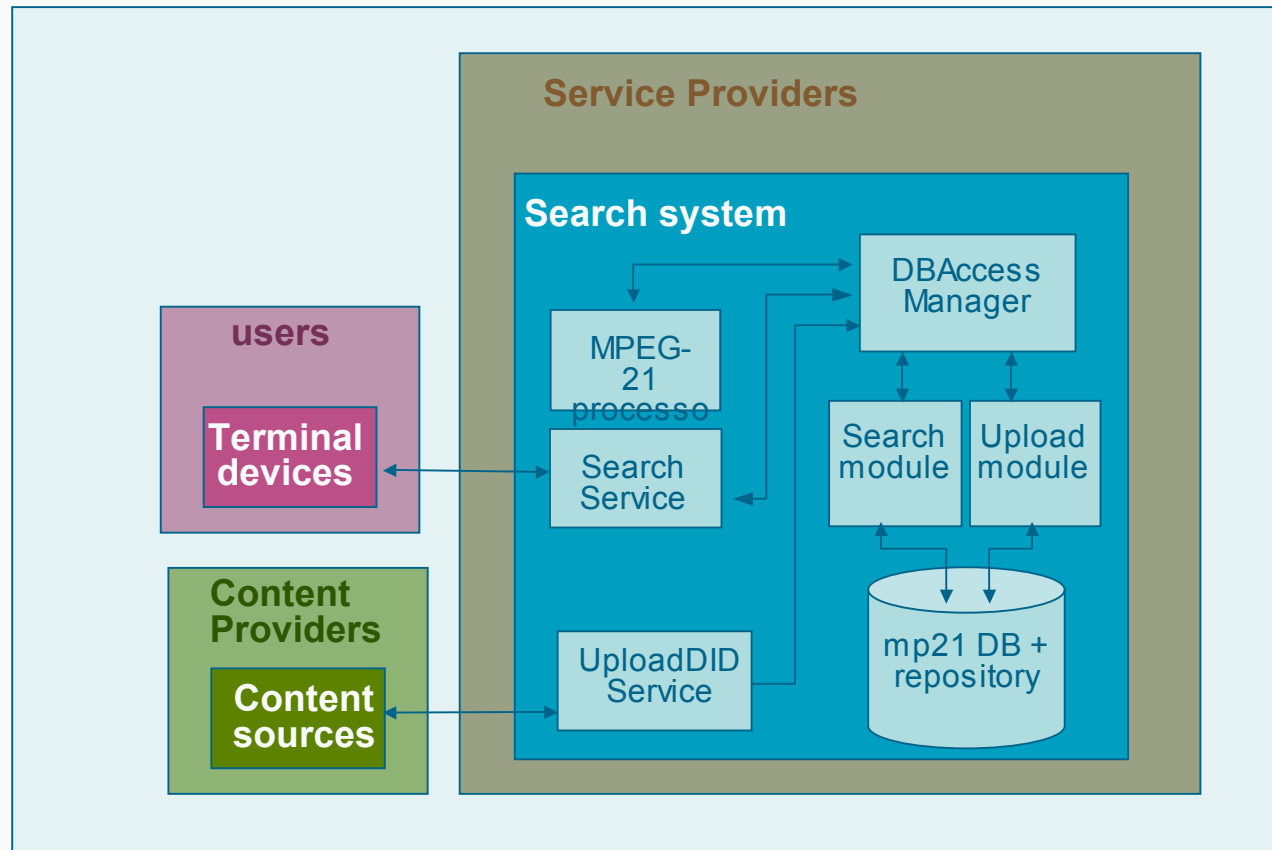 Service Providers
Search system
DBAccess
Manager
users
MPEG-
21
processo
Terminal
devices
Search
Service
Search
module
Upload
module
Content
Providers
Content
sources
UploadDID
Service
mp21 DB +
repository